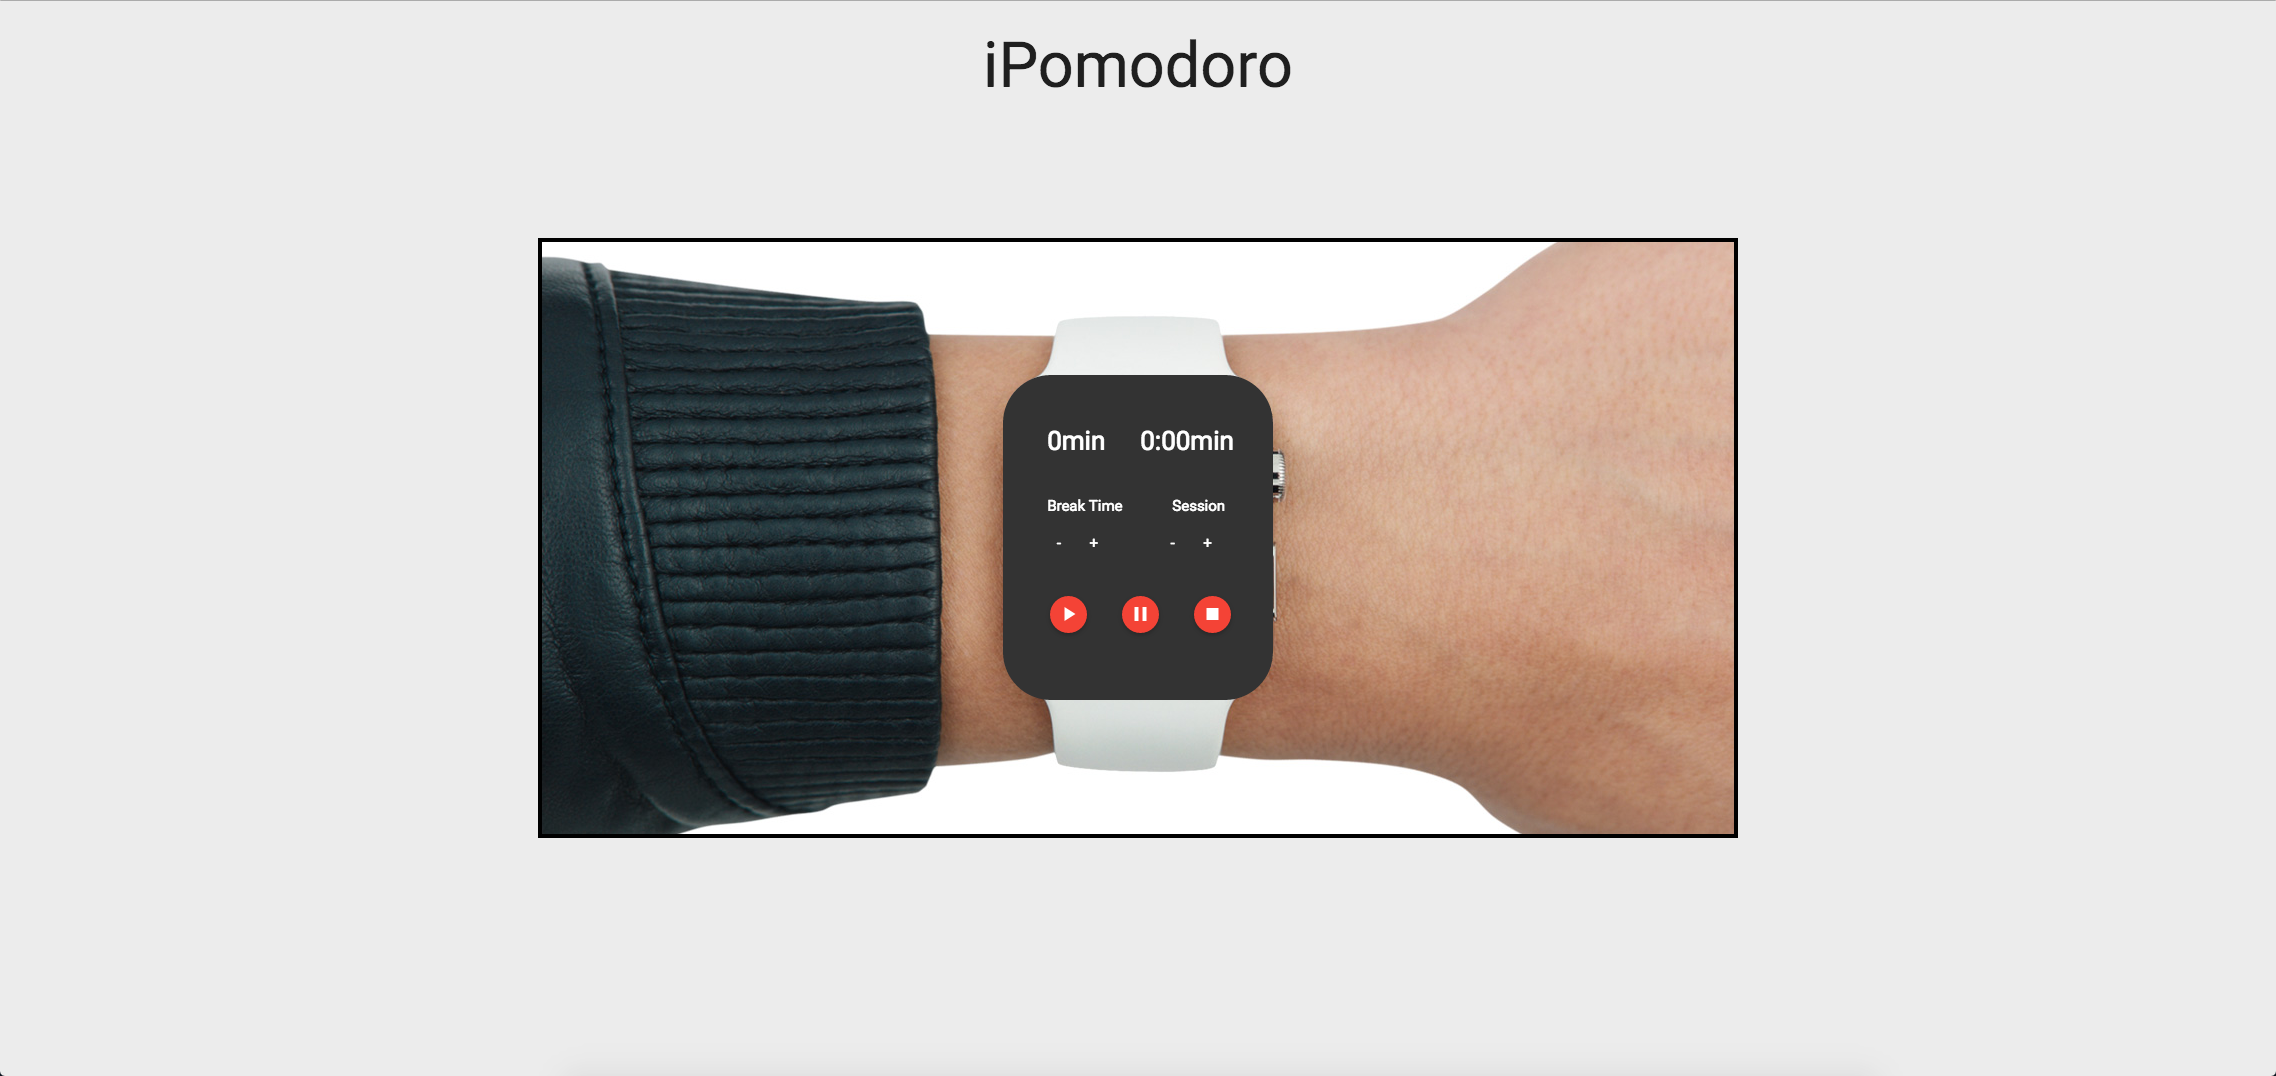 iPomodoro
0min 0:00min
Break Time Session
- + - +